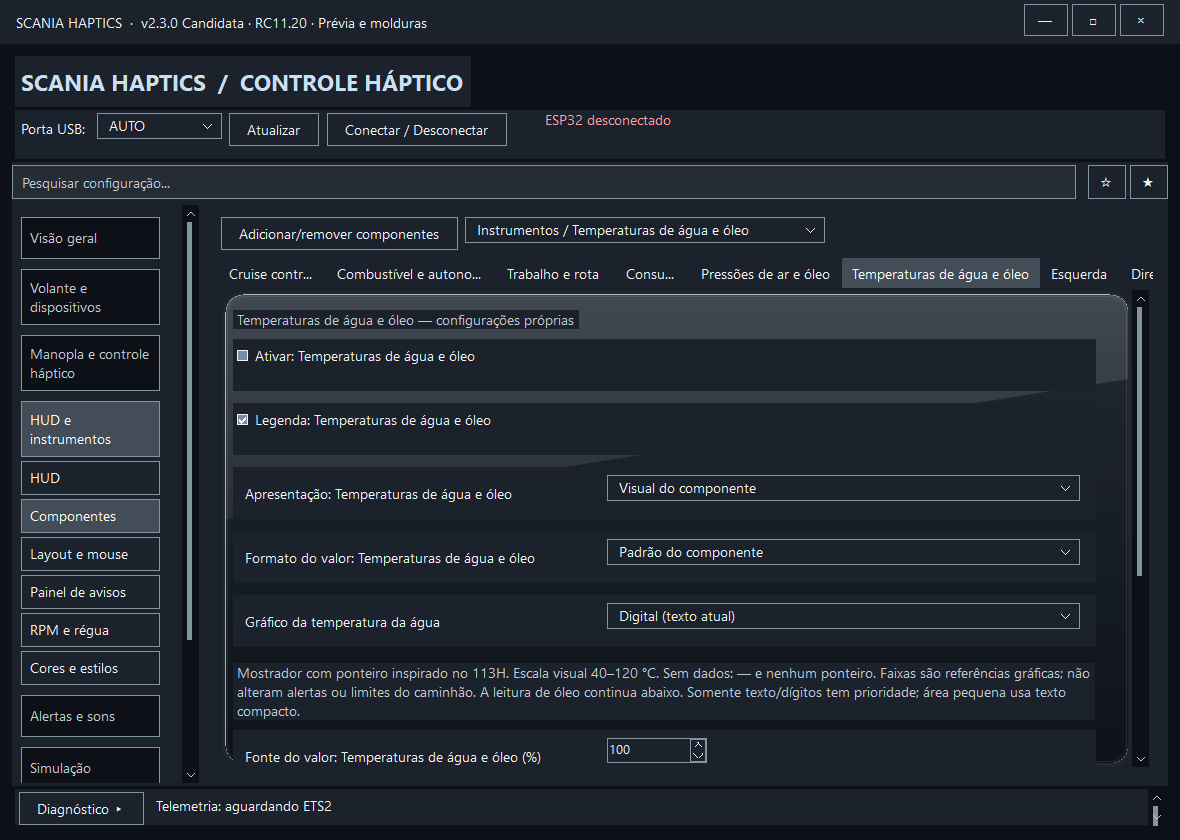 SCANIA HAPTICS · v2.3.0 Candidata · RC11.20 · Prévia e molduras
SCANIA HAPTICS / CONTROLE HÁPTICO
Porta USB:
AUTO
Atualizar
Conectar / Desconectar
ESP32 desconectado
Pesquisar configuração...
Visão geral
Volante e
dispositivos
Manopla e controle
háptico
HUD e
instrumentos
HUD
Componentes
Layout e mouse
Painel de avisos
RPM e régua
Cores e estilos
Alertas e sons
Simulação
Adicionar/remover componentes
Instrumentos / Temperaturas de água e óleo
Cruise contr...
Combustível e autono...
Trabalho e rota
Consu...
Pressões de ar e óleo
Temperaturas de água e óleo
Esquerda
Dire
Temperaturas de água e óleo — configurações próprias
Ativar: Temperaturas de água e óleo
Legenda: Temperaturas de água e óleo
Apresentação: Temperaturas de água e óleo
Visual do componente
Formato do valor: Temperaturas de água e óleo
Padrão do componente
Gráfico da temperatura da água
Digital (texto atual)
Mostrador com ponteiro inspirado no 113H. Escala visual 40–120 °C. Sem dados: — e nenhum ponteiro. Faixas são referências gráficas; não
alteram alertas ou limites do caminhão. A leitura de óleo continua abaixo. Somente texto/dígitos tem prioridade; área pequena usa texto
compacto.
Fonte do valor: Temperaturas de água e óleo (%)
100
Diagnóstico ▸
Telemetria: aguardando ETS2